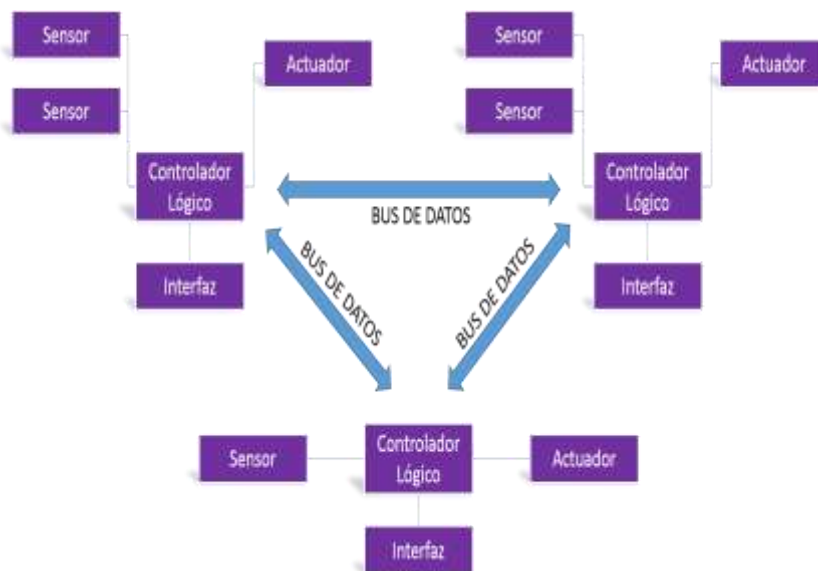 Sensor
Sensor
Actuador
Controlador
Lógico
Interfaz
Sensor
Sensor
Actuador
Controlador
Lógico
Interfaz
BUS DE DATOS
BUS DE DATOS
BUS DE DATOS
Sensor
Controlador
Lógico
Actuador
Interfaz